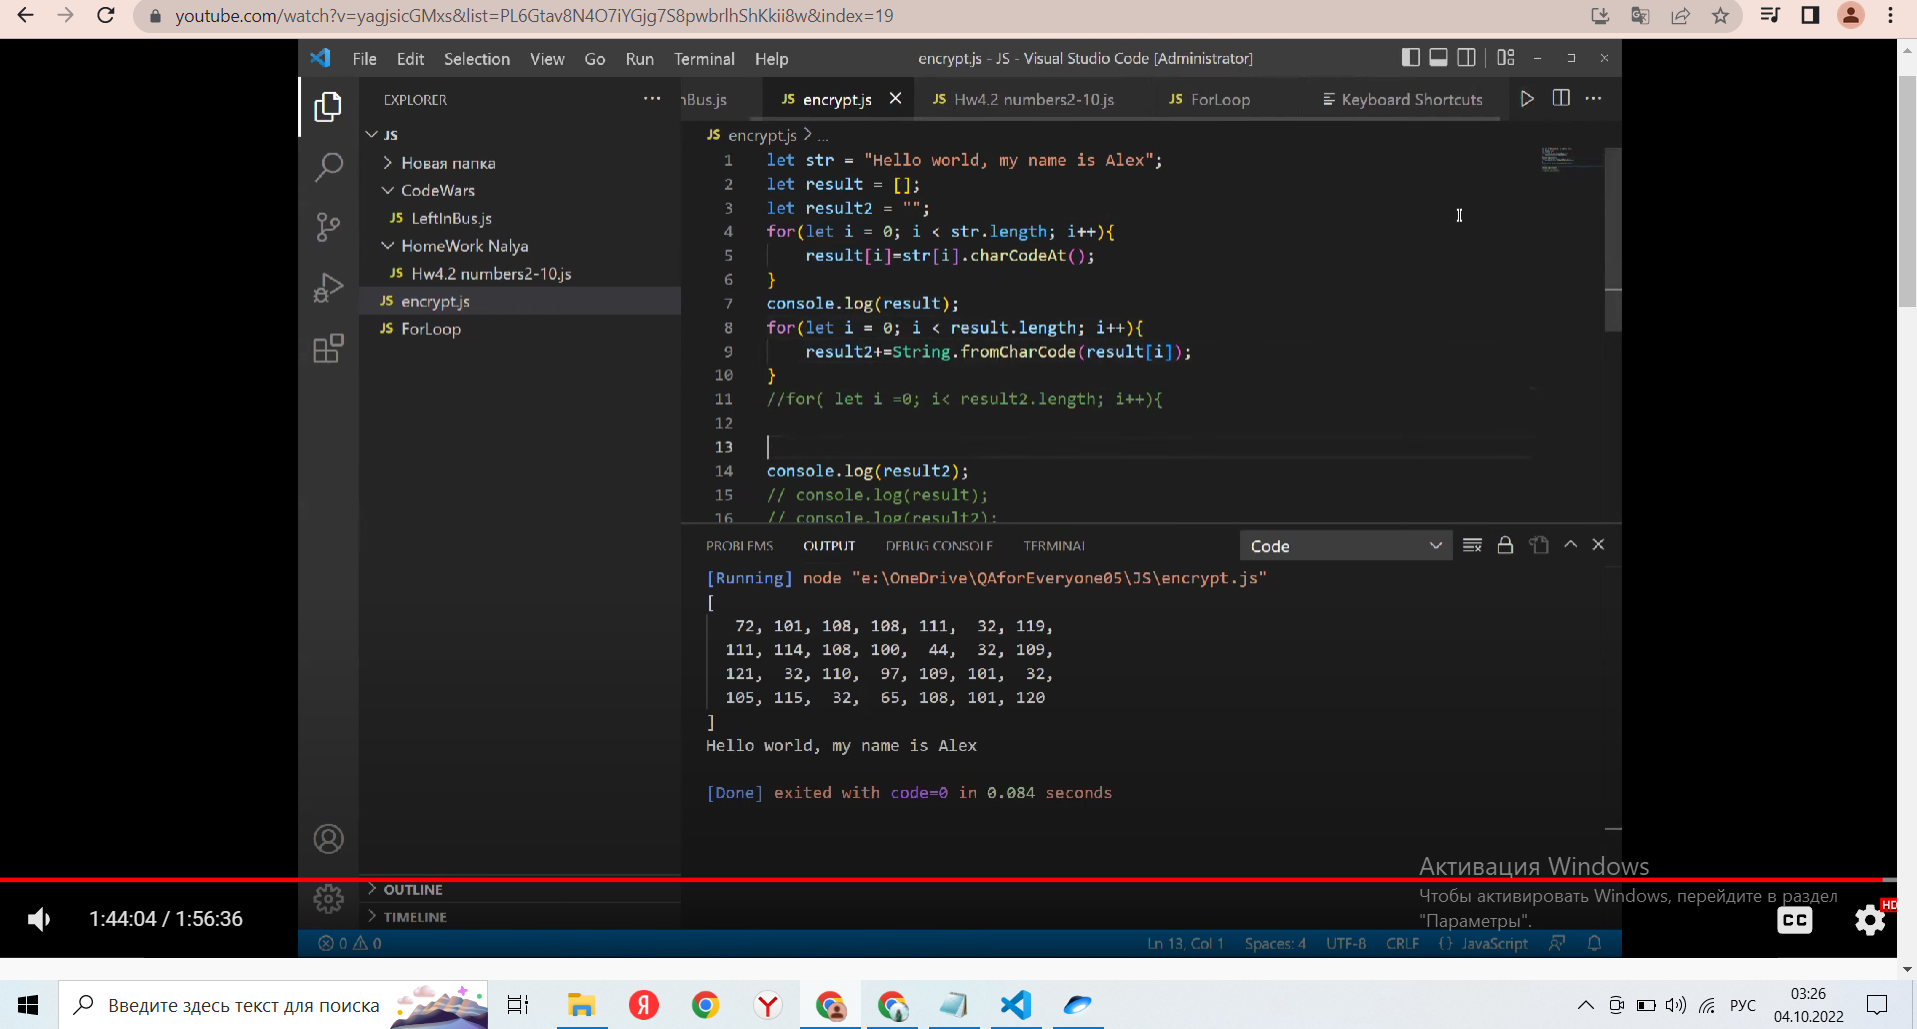 youtube.com/watch?v=yagjsicGMxs&list=PL6Gtav8N4O7iYGjg7S8pwbrlhShKkii8w&index=19
File Edit Selection View Go Run Terminal Help encrypt.js - JS - Visual Studio Code [Administrator]
EXPLORER
nBus.js JS encrypt.js JS Hw4.2 numbers2-10.js JS ForLoop Keyboard Shortcuts
JS
Новая папка
CodeWars
JS LeftInBus.js
HomeWork Nalya
JS Hw4.2 numbers2-10.js
JS encrypt.js
JS ForLoop
JS encrypt.js > ...
1 let str = "Hello world, my name is Alex";
2 let result = [];
3 let result2 = "";
4 for(let i = 0; i < str.length; i++){
5 result[i]=str[i].charCodeAt();
6 }
7 console.log(result);
8 for(let i = 0; i < result.length; i++){
9 result2+=String.fromCharCode(result[i]);
10 }
11 //for( let i =0; i< result2.length; i++){
12
13
14 console.log(result2);
15 // console.log(result);
16 // console.log(result2);
PROBLEMS OUTPUT DEBUG CONSOLE TERMINAL Code
[Running] node "e:\OneDrive\QAforEveryone05\JS\encrypt.js"
[
72, 101, 108, 108, 111, 32, 119,
111, 114, 108, 100, 44, 32, 109,
121, 32, 110, 97, 109, 101, 32,
105, 115, 32, 65, 108, 101, 120
]
Hello world, my name is Alex
[Done] exited with code=0 in 0.084 seconds
OUTLINE
TIMELINE
Активация Windows
Чтобы активировать Windows, перейдите в раздел
"Параметры".
1:44:04 / 1:56:36
CC
HD
0 0 Ln 13, Col 1 Spaces: 4 UTF-8 CRLF {} JavaScript
Введите здесь текст для поиска
Я
Y
РУС
03:26
04.10.2022